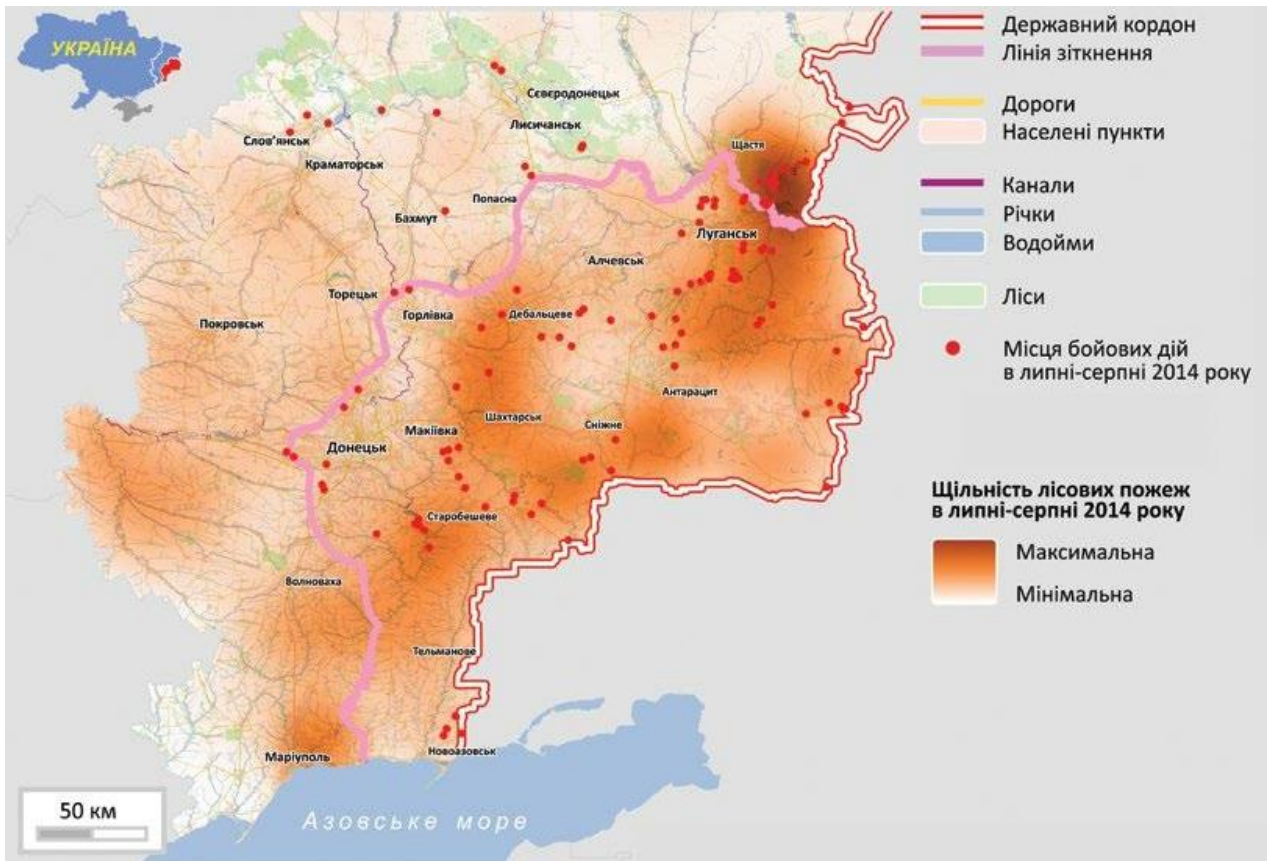 УКРАЇНА
Сєвєродонецьк
Лисичанськ
Слов'янськ
Краматорськ
Щастя
Попасна
Бахмут
Луганськ
Алчевськ
Торецьк
Горлівка
Дебальцеве
Покровськ
Антарацит
Шахтарськ
Сніжне
Макіївка
Донецьк
Старобешеве
Волноваха
Тельманове
Маріуполь
Новоазовськ
Азовське море
50 км
Державний кордон
Лінія зіткнення
Дороги
Населені пункти
Канали
Річки
Водойми
Ліси
Місця бойових дій
в липні-серпні 2014 року
Щільність лісових пожеж
в липні-серпні 2014 року
Максимальна
Мінімальна